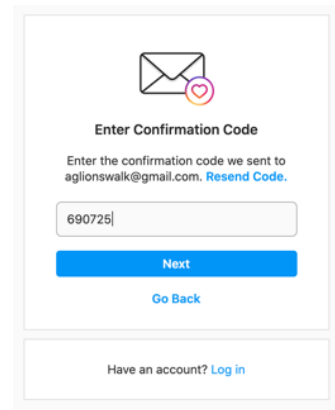 Enter Confirmation Code
Enter the confirmation code we sent to
aglionswalk@gmail.com. Resend Code.
690725
Next
Go Back
Have an account? Log in